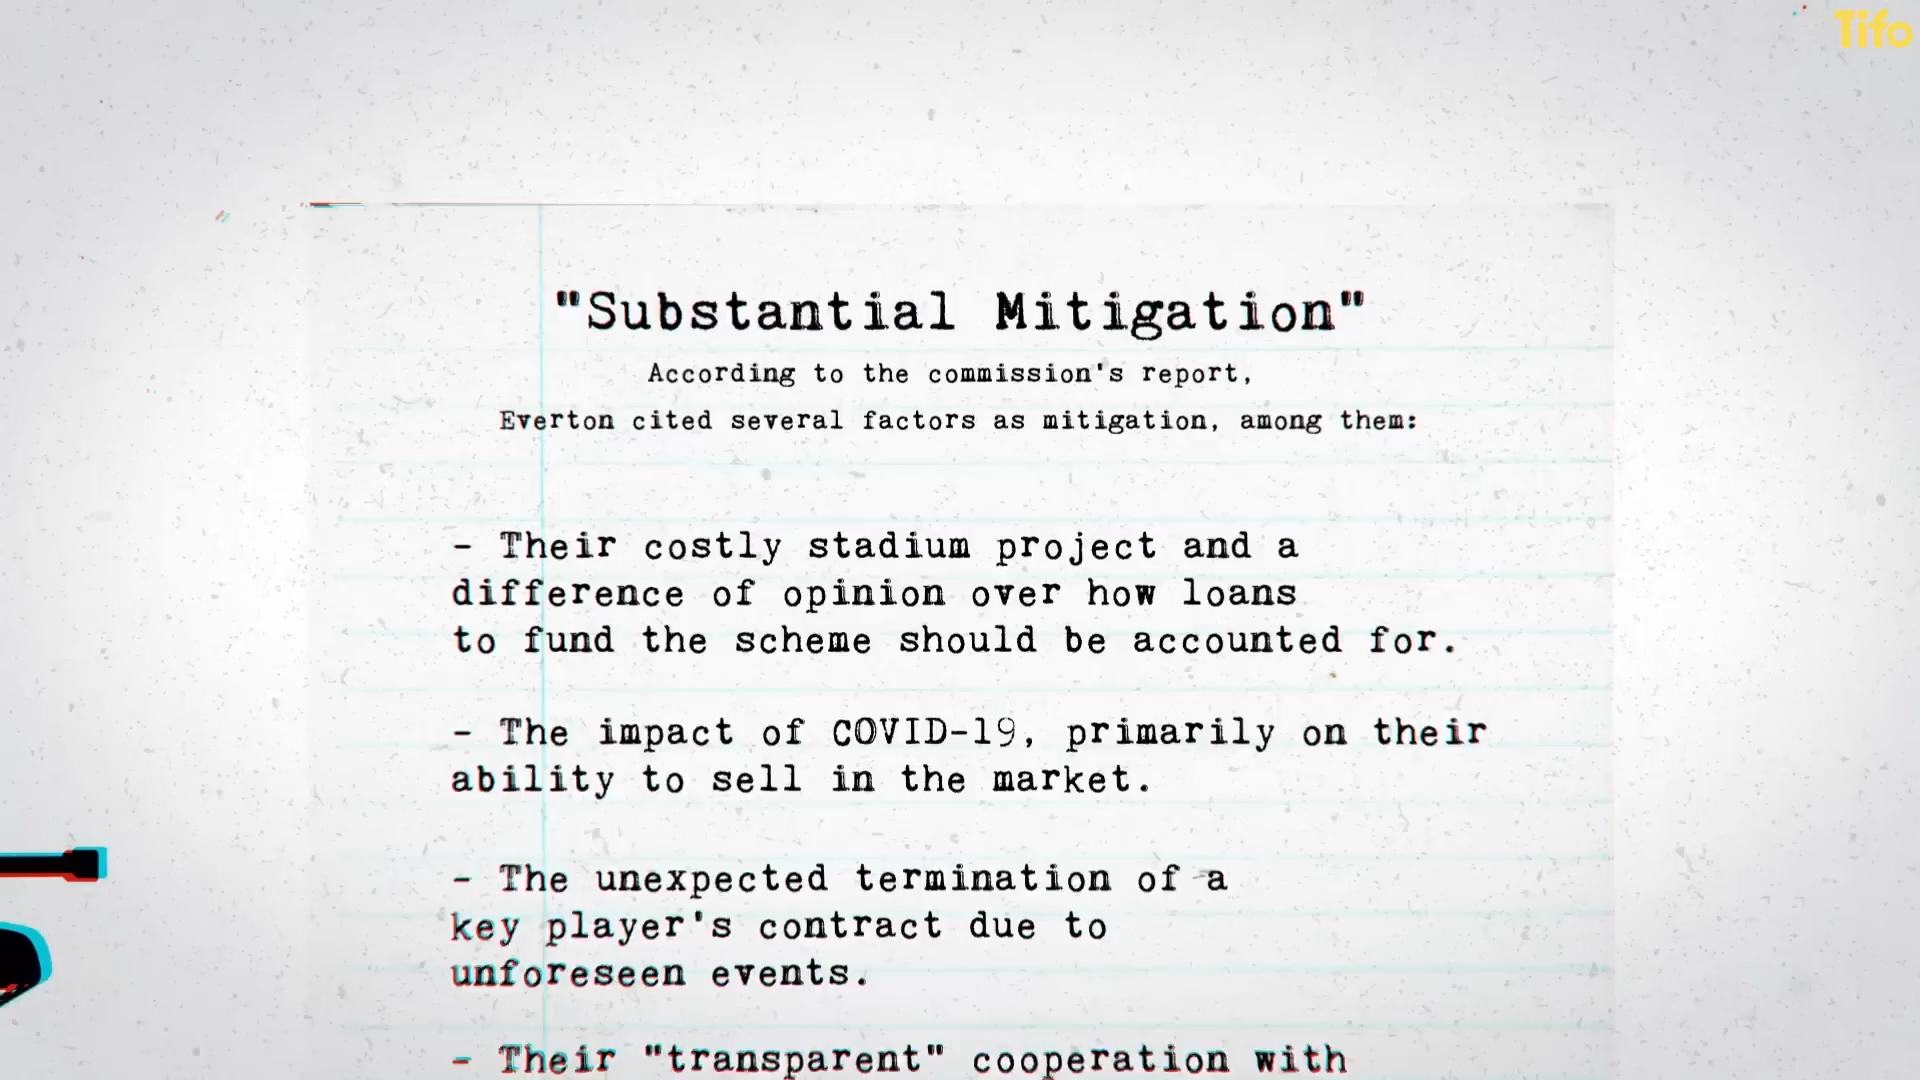 Tifo
"Substantial Mitigation"
According to the commission's report,
Everton cited several factors as mitigation, among them:
- Their costly stadium project and a
difference of opinion over how loans
to fund the scheme should be accounted for.
- The impact of COVID-19, primarily on their
ability to sell in the market.
- The unexpected termination of a
key player's contract due to
unforeseen events.
- Their "transparent" cooperation with